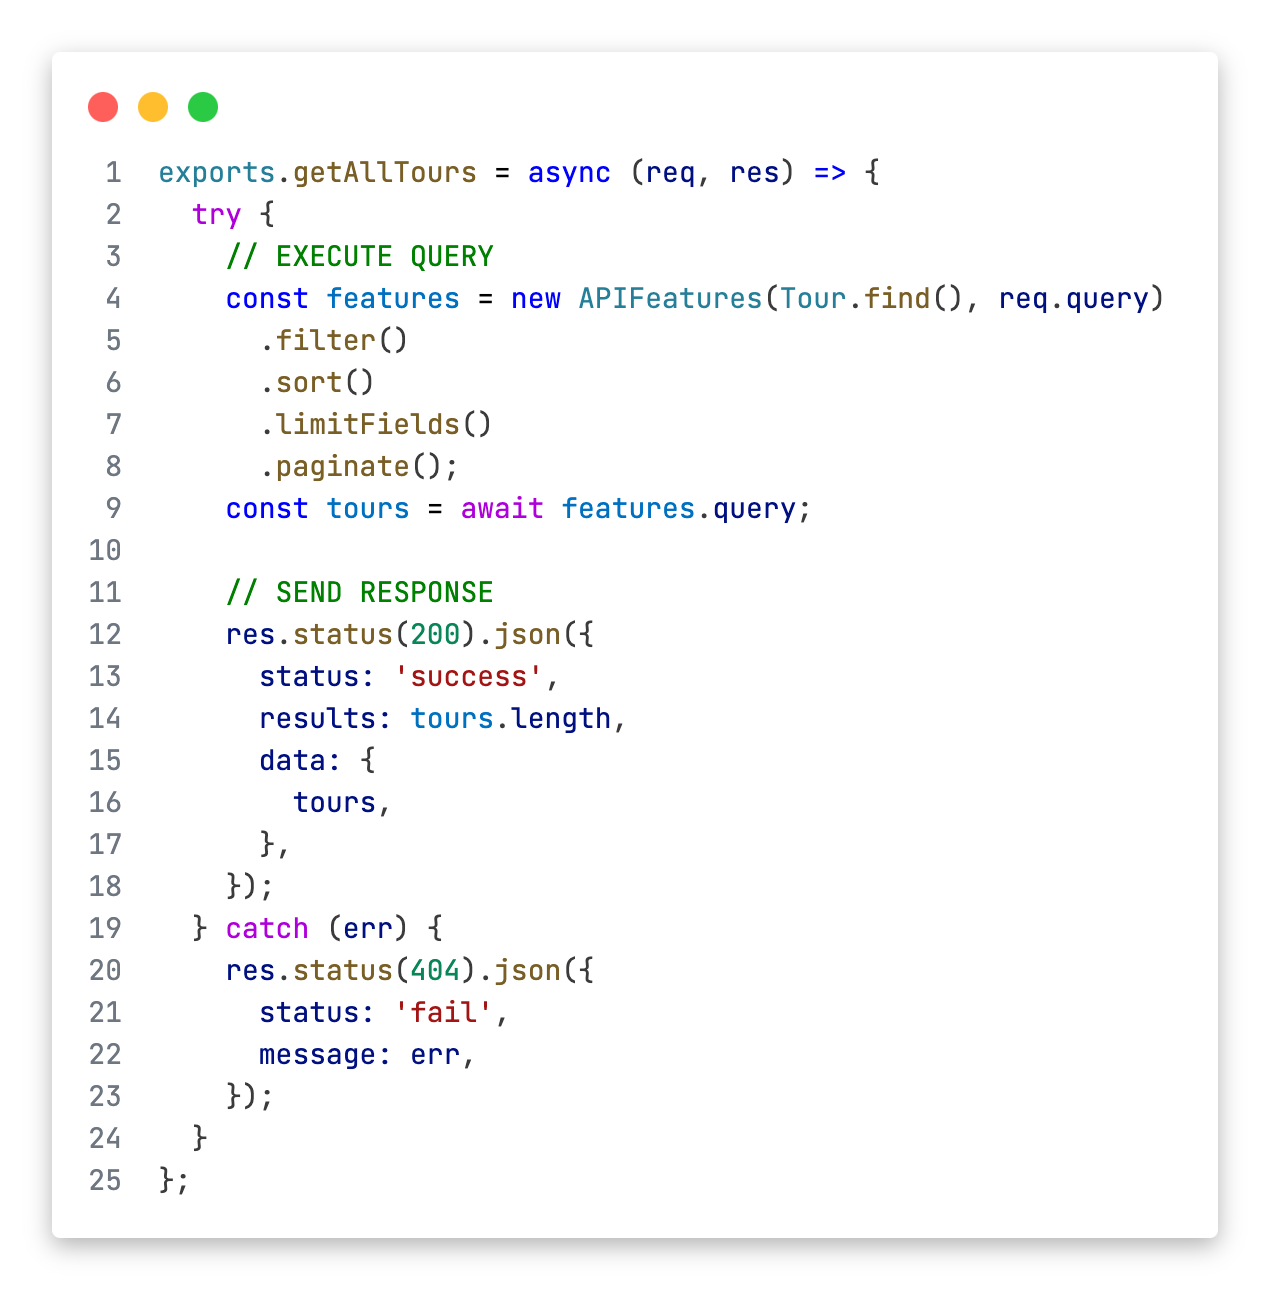 1 exports.getAllTours = async (req, res) => {
2   try {
3     // EXECUTE QUERY
4     const features = new APIFeatures(Tour.find(), req.query)
5       .filter()
6       .sort()
7       .limitFields()
8       .paginate();
9     const tours = await features.query;
10
11     // SEND RESPONSE
12     res.status(200).json({
13       status: 'success',
14       results: tours.length,
15       data: {
16         tours,
17       },
18     });
19   } catch (err) {
20     res.status(404).json({
21       status: 'fail',
22       message: err,
23     });
24   }
25 };